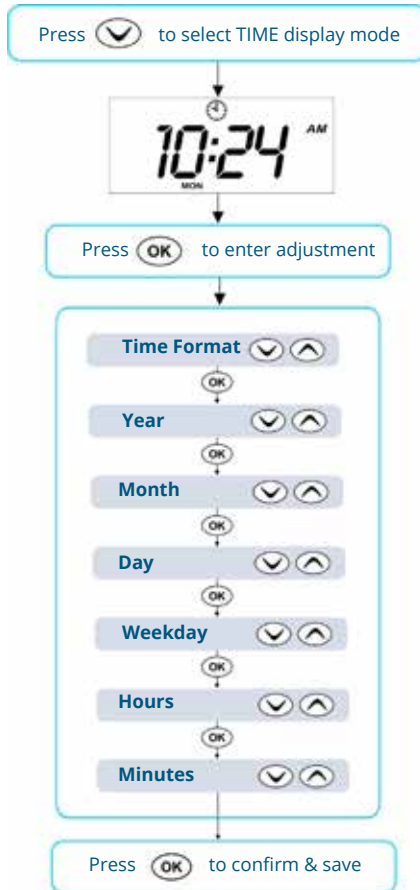 Press to select TIME display mode
AM
10:24
MON
Press OK to enter adjustment
Time Format
OK
Year
OK
Month
OK
Day
OK
Weekday
OK
Hours
OK
Minutes
Press OK to confirm & save